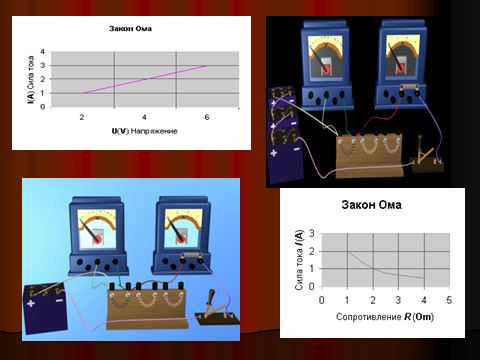 Закон Ома
4
3
2
1
0
I(А) Сила тока
2 4 6
U(V) Напряжение
+
-
+
-
Закон Ома
3
2
1
0
Сила тока I(А)
0 1 2 3 4 5
Сопротивление R (Om)